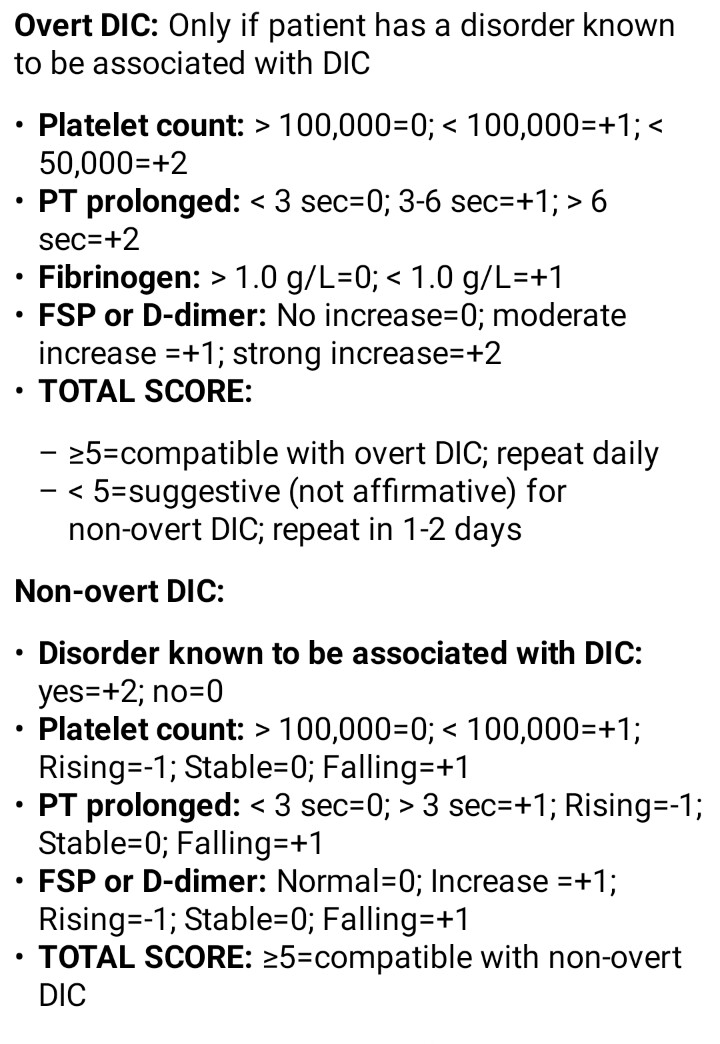 Overt DIC: Only if patient has a disorder known
to be associated with DIC
• Platelet count: > 100,000=0; < 100,000=+1; <
50,000=+2
• PT prolonged: < 3 sec=0; 3-6 sec=+1; > 6
sec=+2
• Fibrinogen: > 1.0 g/L=0; < 1.0 g/L=+1
• FSP or D-dimer: No increase=0; moderate
increase =+1; strong increase=+2
• TOTAL SCORE:
– ≥5=compatible with overt DIC; repeat daily
– < 5=suggestive (not affirmative) for
non-overt DIC; repeat in 1-2 days
Non-overt DIC:
• Disorder known to be associated with DIC:
yes=+2; no=0
• Platelet count: > 100,000=0; < 100,000=+1;
Rising=-1; Stable=0; Falling=+1
• PT prolonged: < 3 sec=0; > 3 sec=+1; Rising=-1;
Stable=0; Falling=+1
• FSP or D-dimer: Normal=0; Increase =+1;
Rising=-1; Stable=0; Falling=+1
• TOTAL SCORE: ≥5=compatible with non-overt
DIC